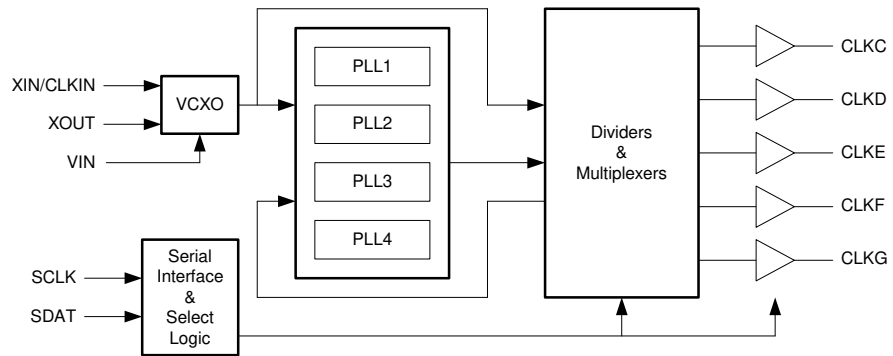 XIN/CLKIN
XOUT
VIN
VCXO
PLL1
PLL2
PLL3
PLL4
Dividers
&
Multiplexers
CLKC
CLKD
CLKE
CLKF
CLKG
SCLK
SDAT
Serial
Interface
&
Select
Logic